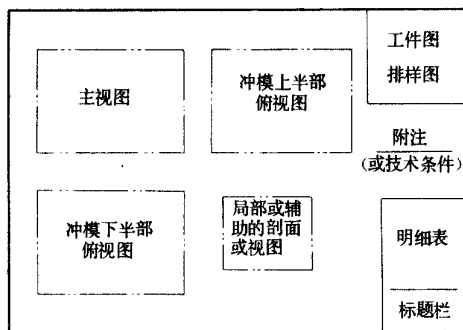 主视图
冲模上半部
俯视图
工件图
排样图
附注
(或技术条件)
冲模下半部
俯视图
局部或辅
助的剖面
或视图
明细表
标题栏